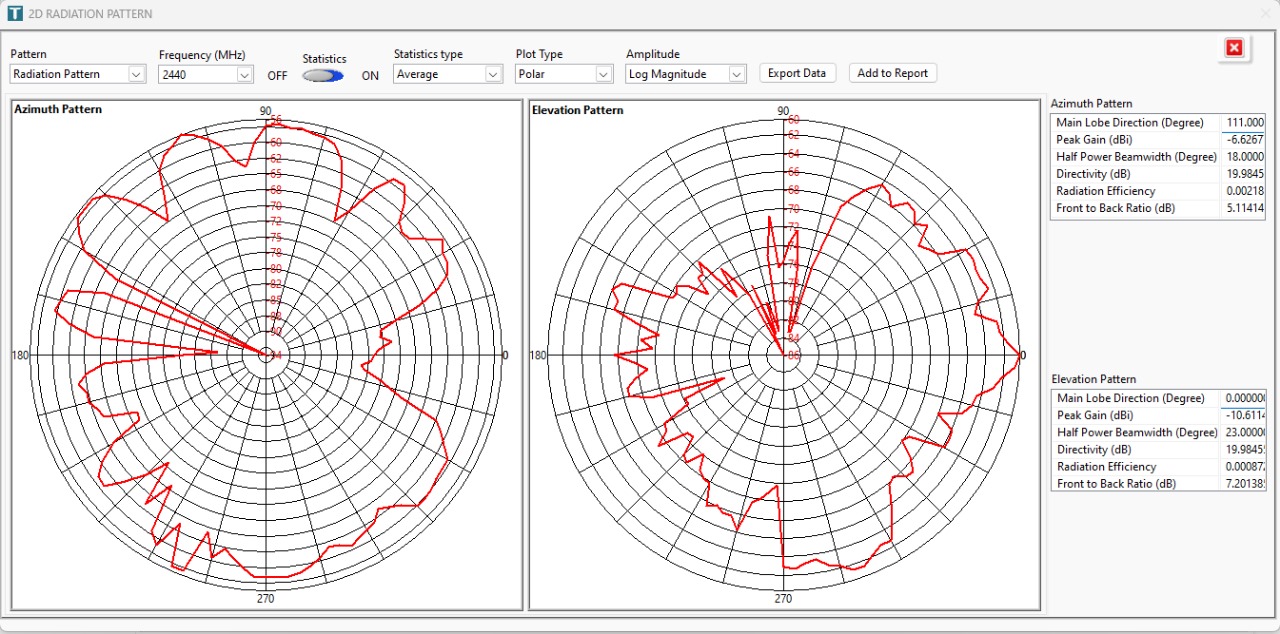 T 2D RADIATION PATTERN
Pattern
Frequency (MHz)
Statistics
Statistics type
Plot Type
Amplitude
Radiation Pattern
2440
OFF
ON
Average
Polar
Log Magnitude
Export Data
Add to Report
Azimuth Pattern
90
56
60
62
65
68
70
72
75
78
80
82
85
88
90
94
180
0
270
Elevation Pattern
90
60
62
64
66
68
70
72
74
76
80
84
86
180
0
270
Azimuth Pattern
Main Lobe Direction (Degree) 111.000
Peak Gain (dBi) -6.6267
Half Power Beamwidth (Degree) 18.0000
Directivity (dB) 19.9845
Radiation Efficiency 0.00218
Front to Back Ratio (dB) 5.11414
Elevation Pattern
Main Lobe Direction (Degree) 0.00000
Peak Gain (dBi) -10.6114
Half Power Beamwidth (Degree) 23.0000
Directivity (dB) 19.9845
Radiation Efficiency 0.00087
Front to Back Ratio (dB) 7.20138